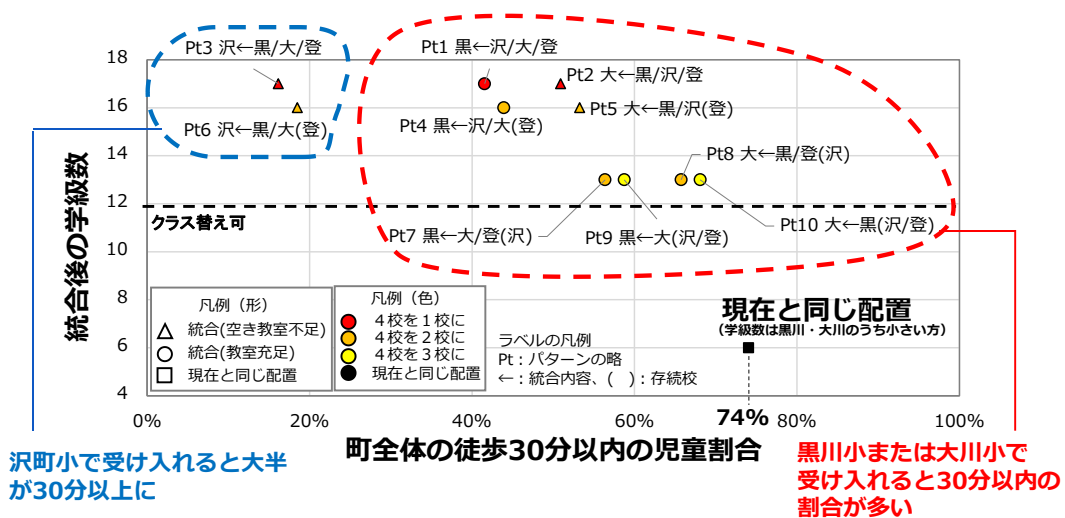 統合後の学級数
18
16
14
12
10
8
6
4
Pt3 沢←黒/大/登
Pt1 黒←沢/大/登
Pt2 大←黒/沢/登
Pt6 沢←黒/大(登)
Pt4 黒←沢/大(登)
Pt5 大←黒/沢(登)
Pt8 大←黒/登(沢)
クラス替え可
Pt7 黒←大/登(沢)
Pt9 黒←大(沢/登)
Pt10 大←黒(沢/登)
凡例（形）
統合(空き教室不足)
統合(教室充足)
現在と同じ配置
凡例（色）
４校を１校に
４校を２校に
４校を３校に
現在と同じ配置
ラベルの凡例
Pt：パターンの略
←：統合内容、(　)：存続校
現在と同じ配置
（学級数は黒川・大川のうち小さい方）
0%
20%
40%
60%
74%
80%
100%
町全体の徒歩30分以内の児童割合
沢町小で受け入れると大半
が30分以上に
黒川小または大川小で
受け入れると30分以内の
割合が多い